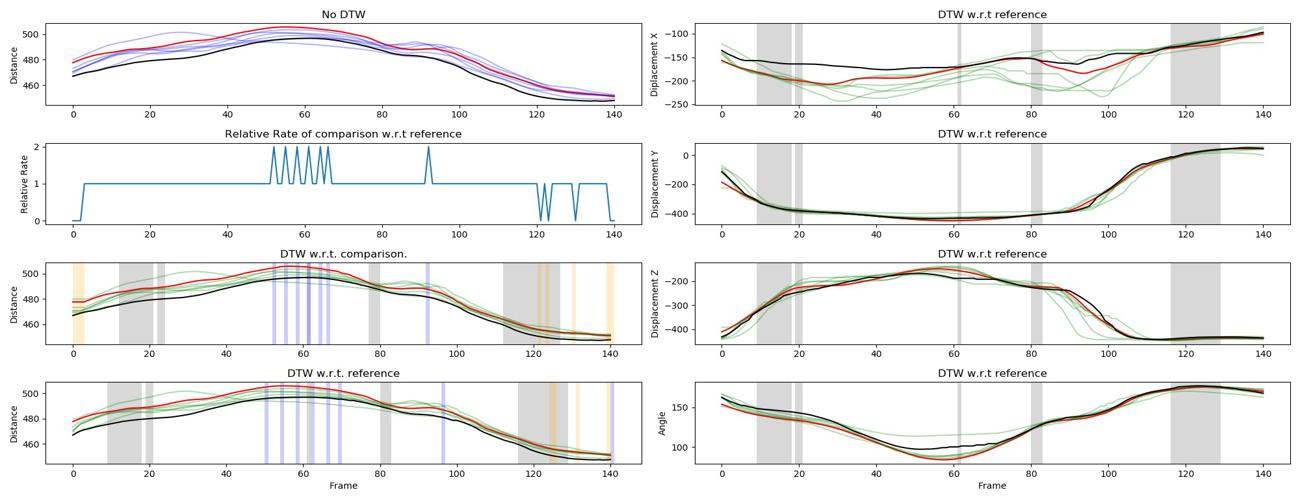 No DTW
Distance
500
480
460
0 20 40 60 80 100 120 140
Relative Rate of comparison w.r.t reference
Relative Rate
2
1
0
0 20 40 60 80 100 120 140
DTW w.r.t. comparison.
Distance
500
480
460
0 20 40 60 80 100 120 140
DTW w.r.t. reference
Distance
500
480
460
0 20 40 60 80 100 120 140
Frame
DTW w.r.t reference
Diplacement X
−100
−150
−200
−250
0 20 40 60 80 100 120 140
DTW w.r.t reference
Displacement Y
0
−200
−400
0 20 40 60 80 100 120 140
DTW w.r.t reference
Displacement Z
−200
−300
−400
0 20 40 60 80 100 120 140
DTW w.r.t reference
Angle
150
100
0 20 40 60 80 100 120 140
Frame